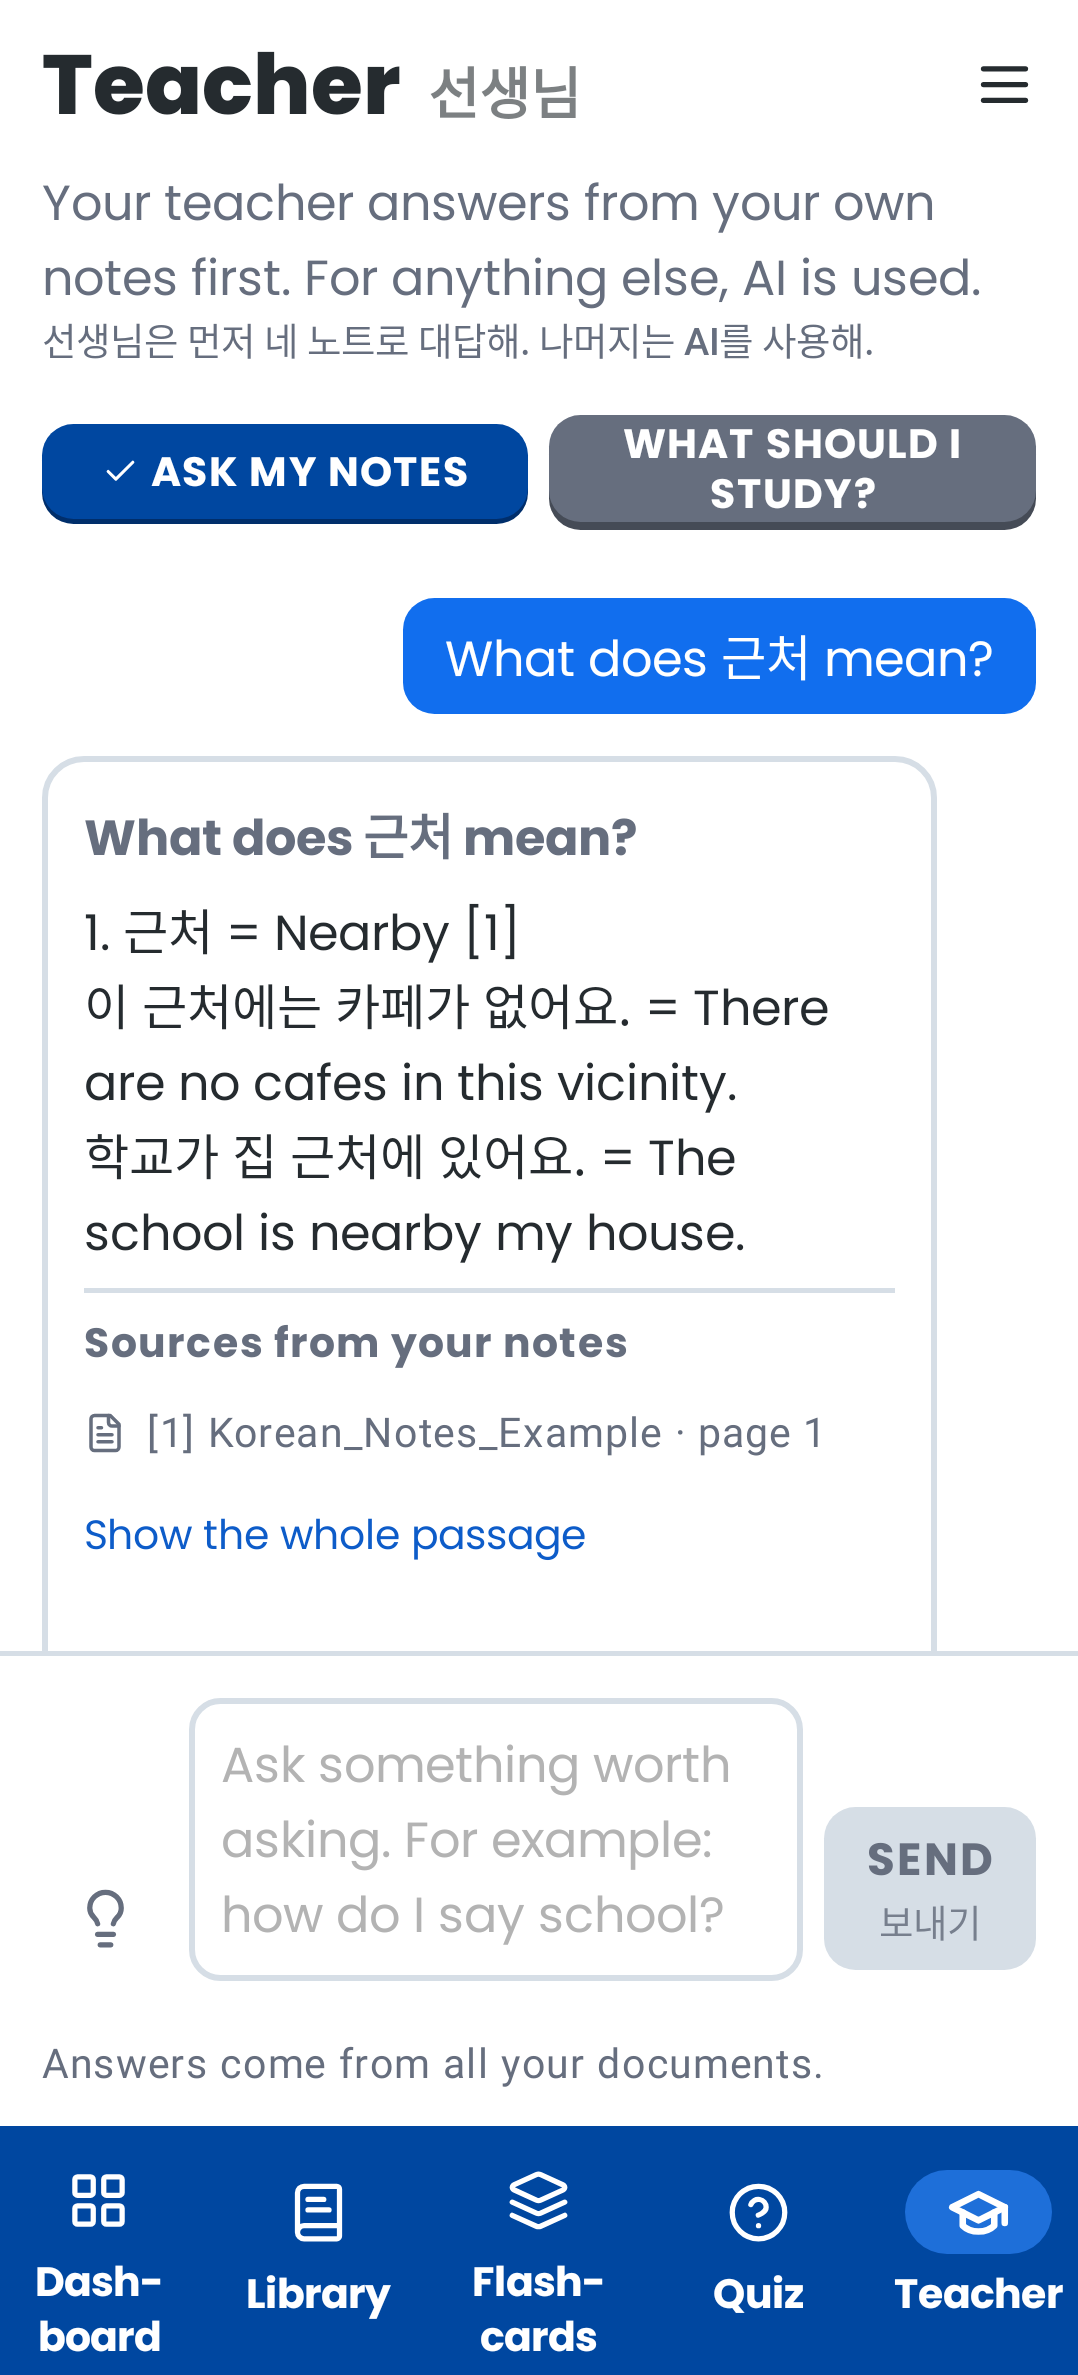 Teacher 선생님
Your teacher answers from your own
notes first. For anything else, AI is used.
선생님은 먼저 네 노트로 대답해. 나머지는 AI를 사용해.
ASK MY NOTES
WHAT SHOULD I
STUDY?
What does 근처 mean?
What does 근처 mean?
1. 근처 = Nearby [1]
이 근처에는 카페가 없어요. = There
are no cafes in this vicinity.
학교가 집 근처에 있어요. = The
school is nearby my house.
Sources from your notes
[1] Korean_Notes_Example · page 1
Show the whole passage
Ask something worth
asking. For example:
how do I say school?
SEND
보내기
Answers come from all your documents.
Dash-
board
Library
Flash-
cards
Quiz
Teacher